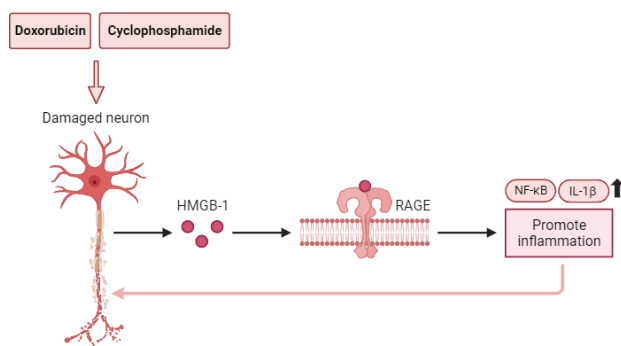 Doxorubicin
Cyclophosphamide
Damaged neuron
HMGB-1
RAGE
NF-κB
IL-1β
Promote
inflammation